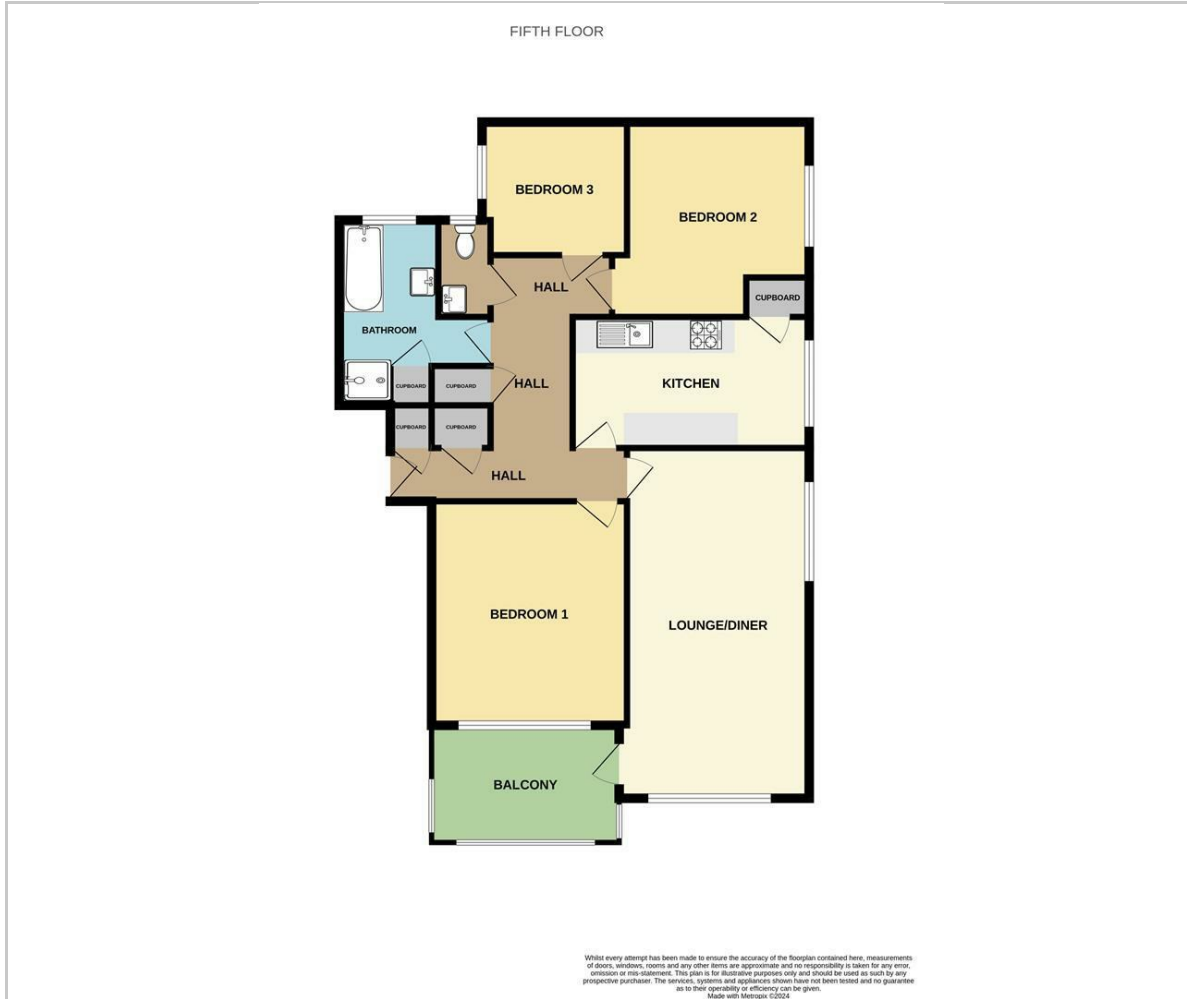 FIFTH FLOOR
BEDROOM 3
BEDROOM 2
HALL
CUPBOARD
BATHROOM
KITCHEN
HALL
CUPBOARD
CUPBOARD
CUPBOARD
CUPBOARD
HALL
BEDROOM 1
LOUNGE/DINER
BALCONY
Whilst every attempt has been made to ensure the accuracy of the floorplan contained here, measurements
of doors, windows, rooms and any other items are approximate and no responsibility is taken for any error,
omission or mis-statement. This plan is for illustrative purposes only and should be used as such by any
prospective purchaser. The services, systems and appliances shown have not been tested and no guarantee
as to their operability or efficiency can be given.
Made with Metropix ©2024